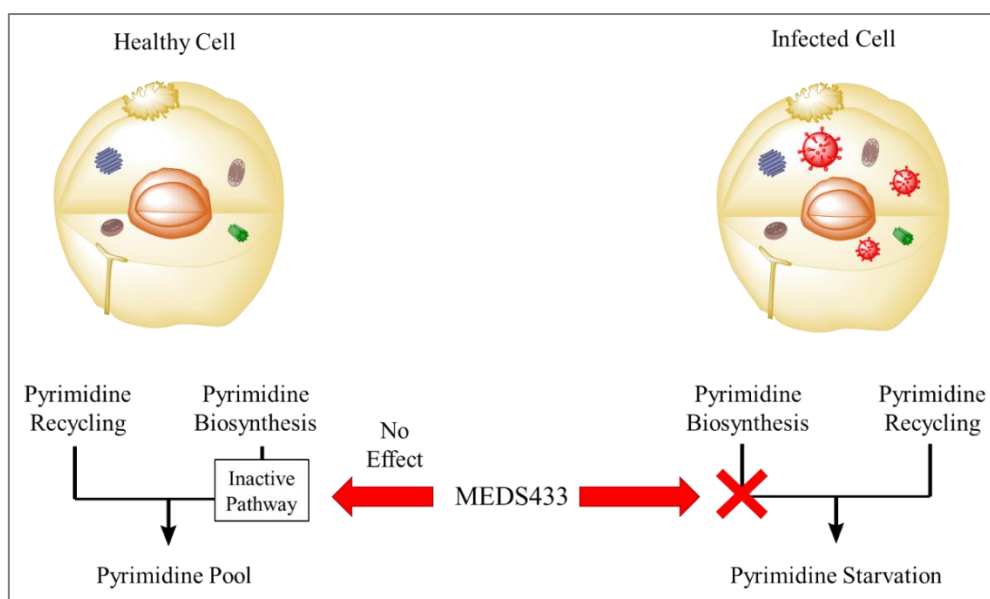 Healthy Cell
Infected Cell
Pyrimidine
Recycling
Pyrimidine
Biosynthesis
Inactive
Pathway
No
Effect
MEDS433
Pyrimidine
Biosynthesis
Pyrimidine
Recycling
Pyrimidine Pool
Pyrimidine Starvation